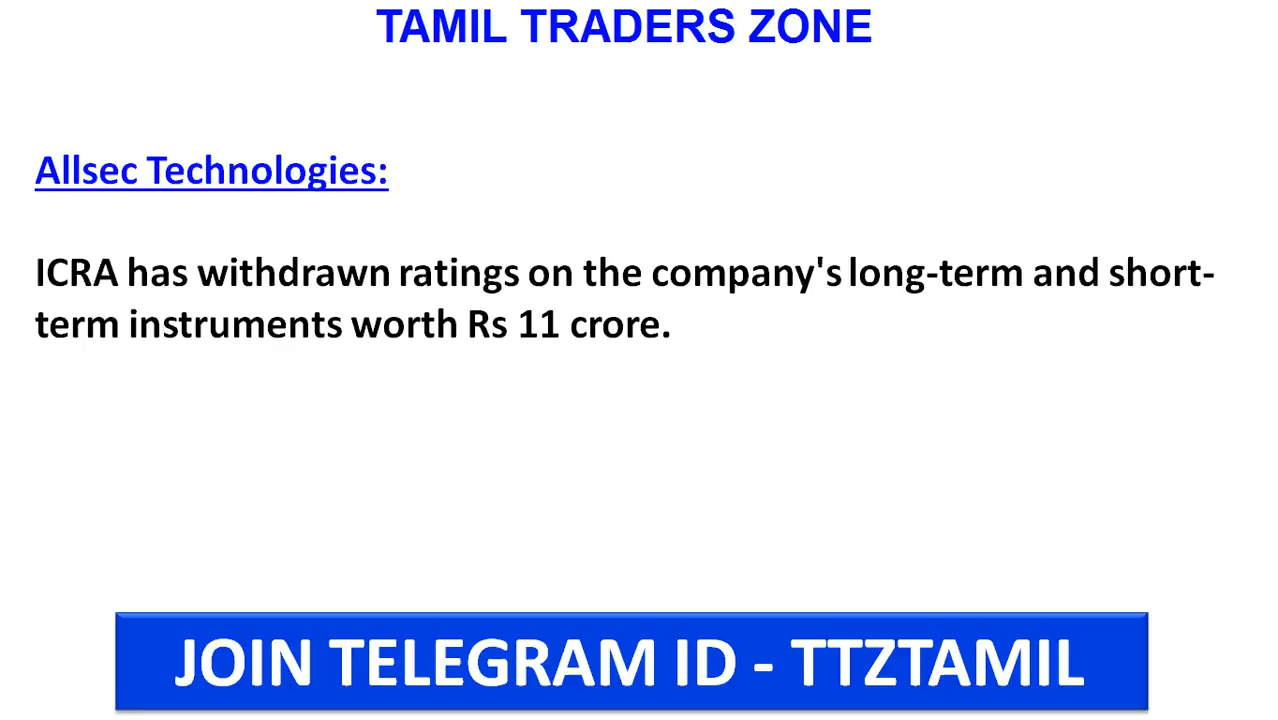 TAMIL TRADERS ZONE
Allsec Technologies:
ICRA has withdrawn ratings on the company's long-term and short-
term instruments worth Rs 11 crore.
JOIN TELEGRAM ID - TTZTAMIL